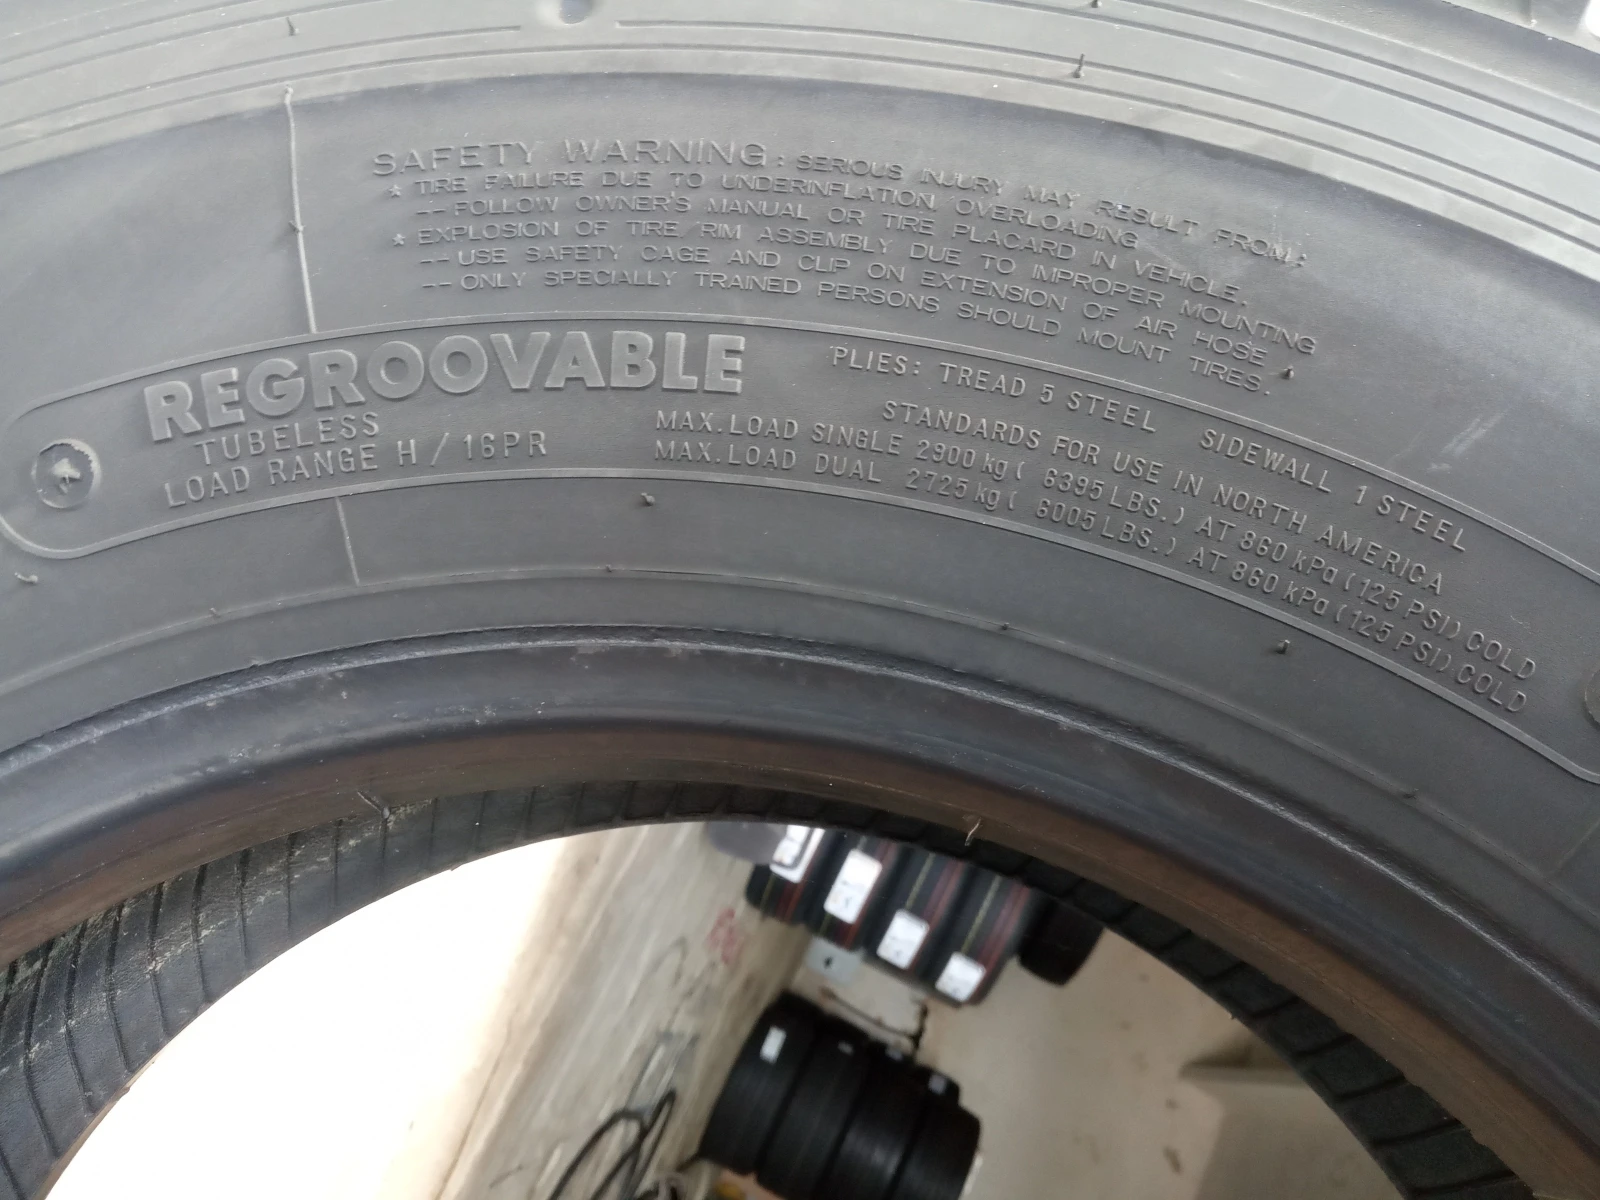 SAFETY WARNING: SERIOUS INJURY MAY RESULT FROM:
* TIRE FAILURE DUE TO UNDERINFLATION/OVERLOADING
-- FOLLOW OWNER'S MANUAL OR TIRE PLACARD IN VEHICLE.
* EXPLOSION OF TIRE/RIM ASSEMBLY DUE TO IMPROPER MOUNTING
-- USE SAFETY CAGE AND CLIP ON EXTENSION OF AIR HOSE.
-- ONLY SPECIALLY TRAINED PERSONS SHOULD MOUNT TIRES.
REGROOVABLE
TUBELESS
LOAD RANGE H/16PR
PLIES: TREAD 5 STEEL SIDEWALL 1 STEEL
STANDARDS FOR USE IN NORTH AMERICA
MAX.LOAD SINGLE 2900 kg ( 6395 LBS.) AT 860 kPa (125 PSI) COLD
MAX.LOAD DUAL 2725 kg ( 6005 LBS.) AT 860 kPa (125 PSI) COLD